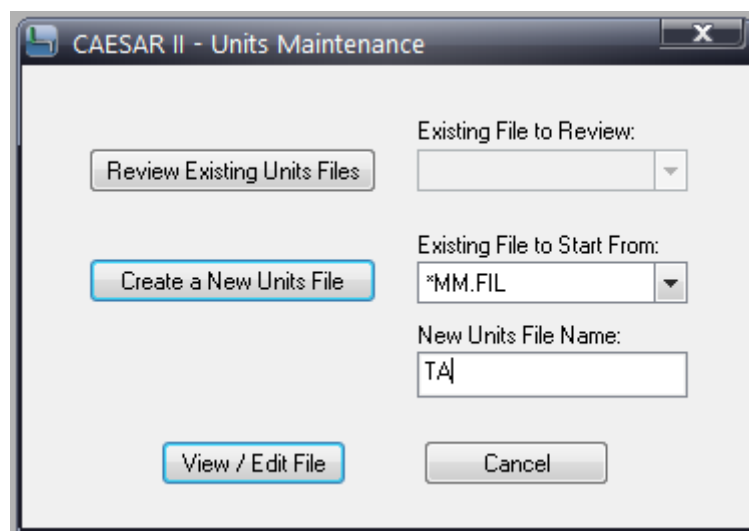 CAESAR II - Units Maintenance
x
Existing File to Review:
Review Existing Units Files
Existing File to Start From:
Create a New Units File
*MM.FIL
New Units File Name:
TA
View / Edit File
Cancel